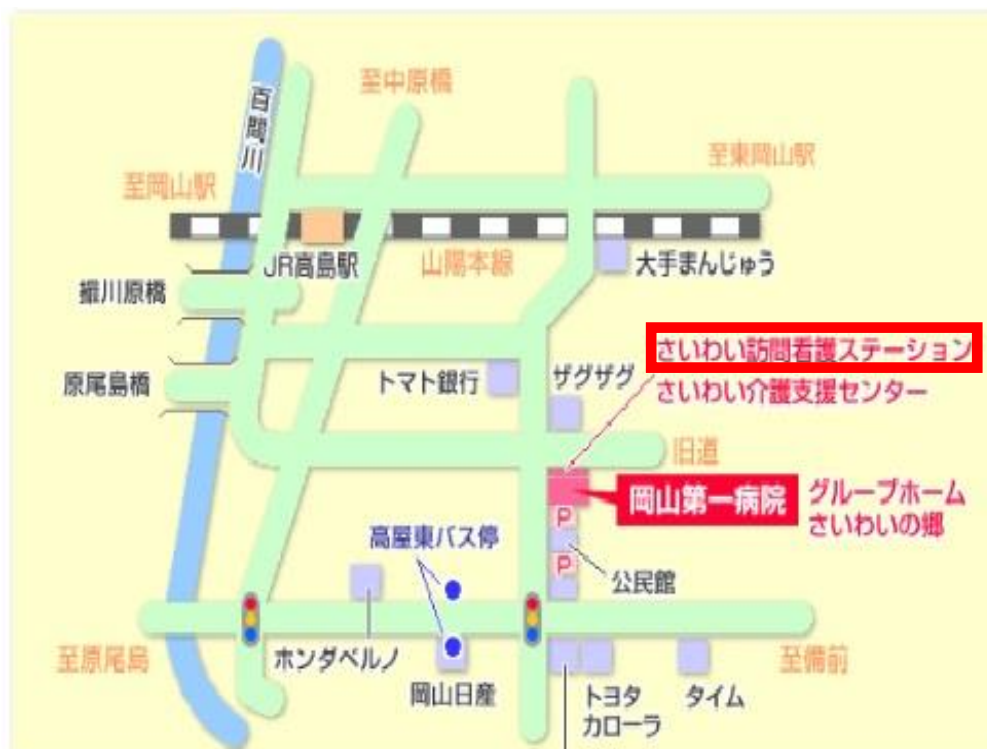 至中原橋
百間川
至東岡山駅
至岡山駅
JR高島駅
山陽本線
大手まんじゅう
撮川原橋
さいわい訪問看護ステーション
原尾島橋
トマト銀行
ザグザグ
さいわい介護支援センター
旧道
岡山第一病院
グループホーム
さいわいの郷
P
高屋東バス停
P
公民館
至原尾島
ホンダベルノ
岡山日産
トヨタ
カローラ
タイム
至備前